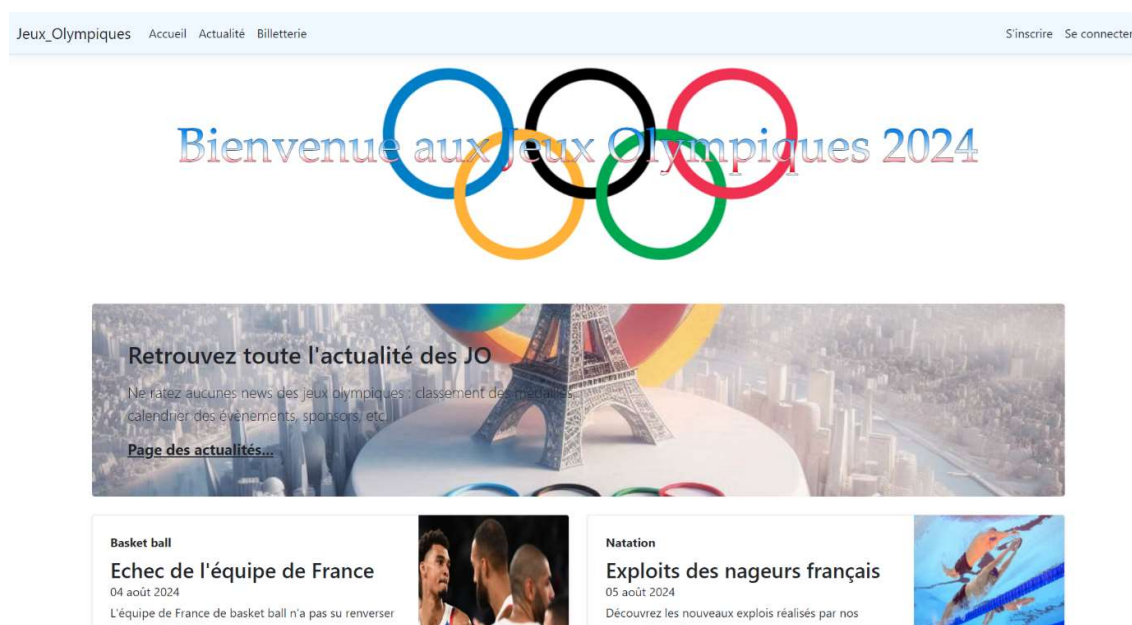 Jeux_Olympiques Accueil Actualité Billetterie S'inscrire Se connecter
Bienvenue aux Jeux Olympiques 2024
Retrouvez toute l'actualité des JO
Ne ratez aucunes news des jeux olympiques : classement des médailles,
calendrier des événements, sponsors, etc.
Page des actualités...
Basket ball
Echec de l'équipe de France
04 août 2024
L'équipe de France de basket ball n'a pas su renverser
Natation
Exploits des nageurs français
05 août 2024
Découvrez les nouveaux explois réalisés par nos